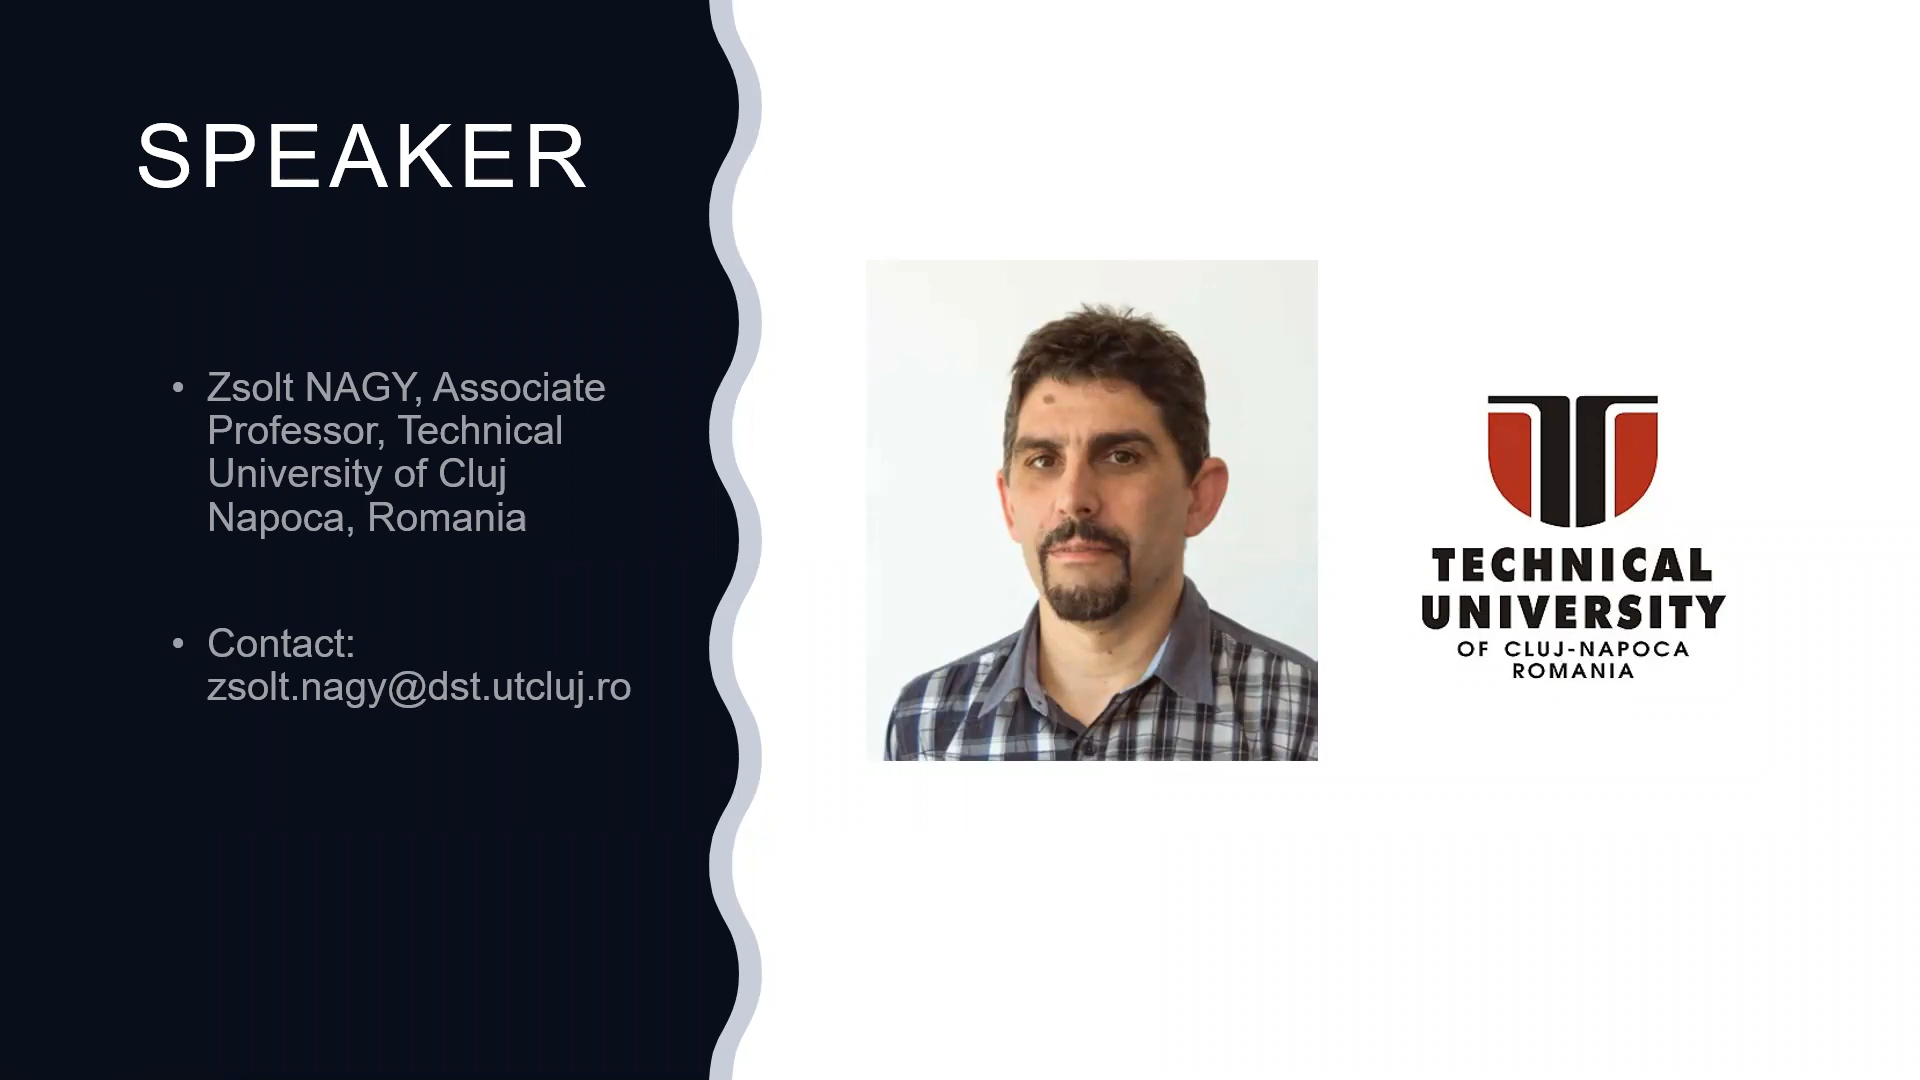 SPEAKER
• Zsolt NAGY, Associate
Professor, Technical
University of Cluj
Napoca, Romania
• Contact:
zsolt.nagy@dst.utcluj.ro
TECHNICAL
UNIVERSITY
OF CLUJ-NAPOCA
ROMANIA